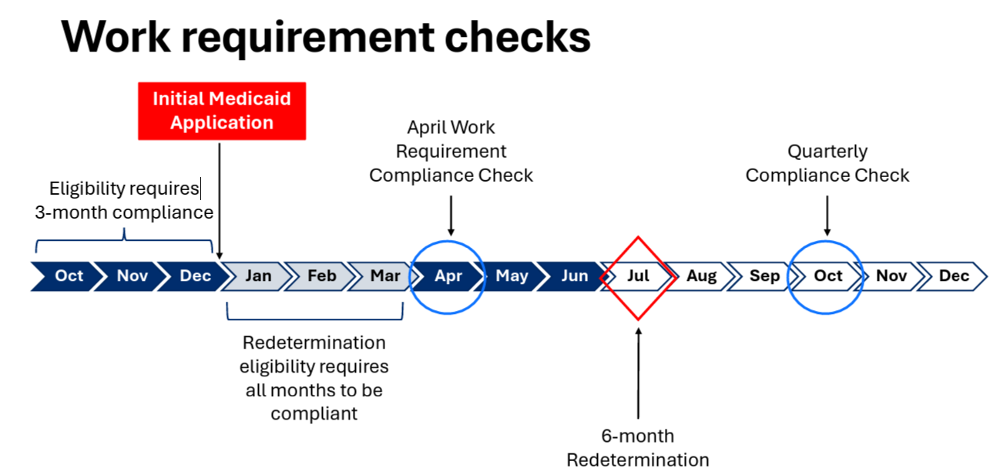 Work requirement checks
Initial Medicaid
Application
April Work
Requirement
Compliance Check
Quarterly
Compliance Check
Eligibility requires
3-month compliance
Oct Nov Dec Jan Feb Mar Apr May Jun Jul Aug Sep Oct Nov Dec
Redetermination
eligibility requires
all months to be
compliant
6-month
Redetermination